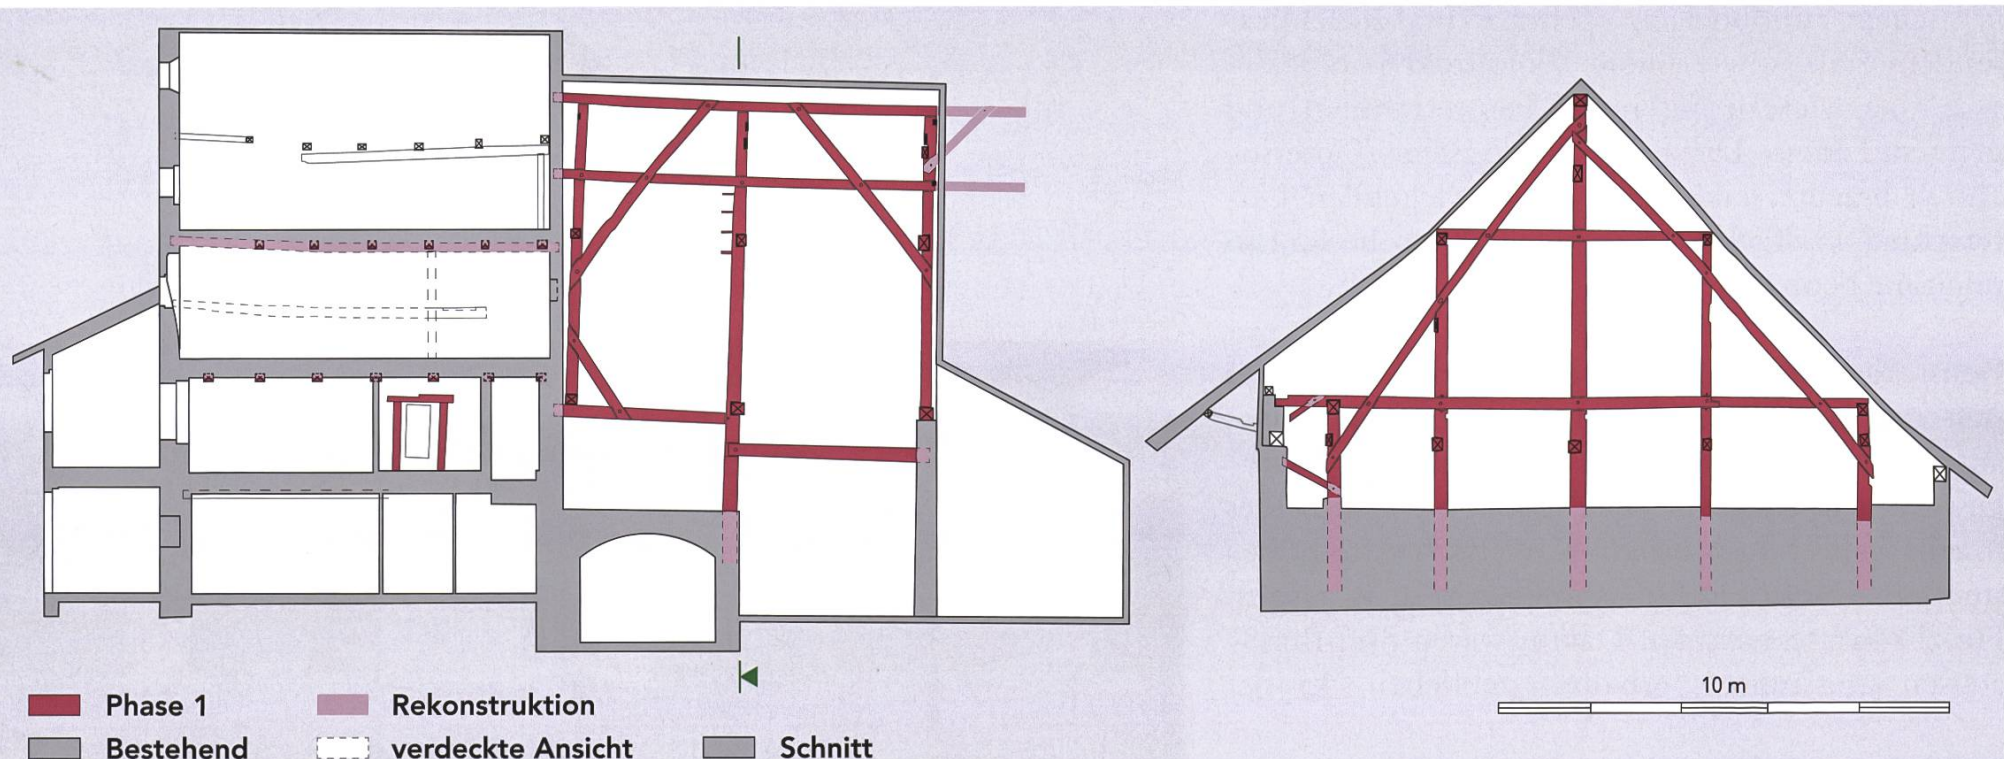 10 m
Phase 1
Rekonstruktion
Bestehend
verdeckte Ansicht
Schnitt